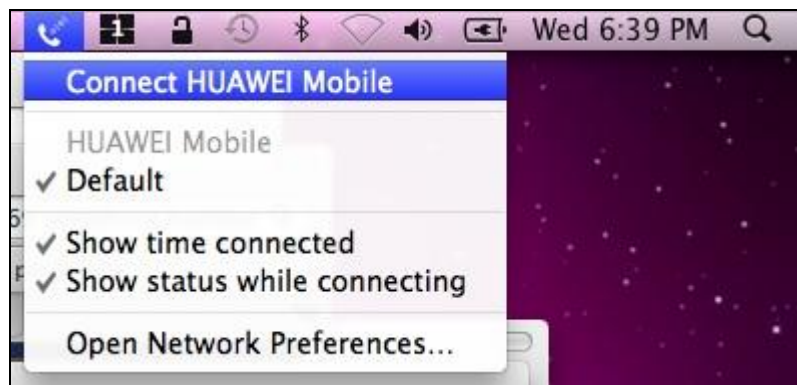 1 Wed 6:39 PM
Connect HUAWEI Mobile
HUAWEI Mobile
Default
Show time connected
Show status while connecting
Open Network Preferences...